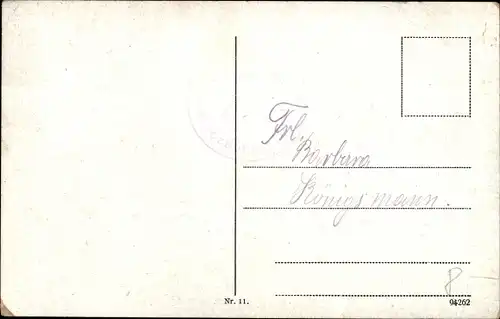 Frl.
Barbara
Königsmann.
8
Nr. 11.
94262